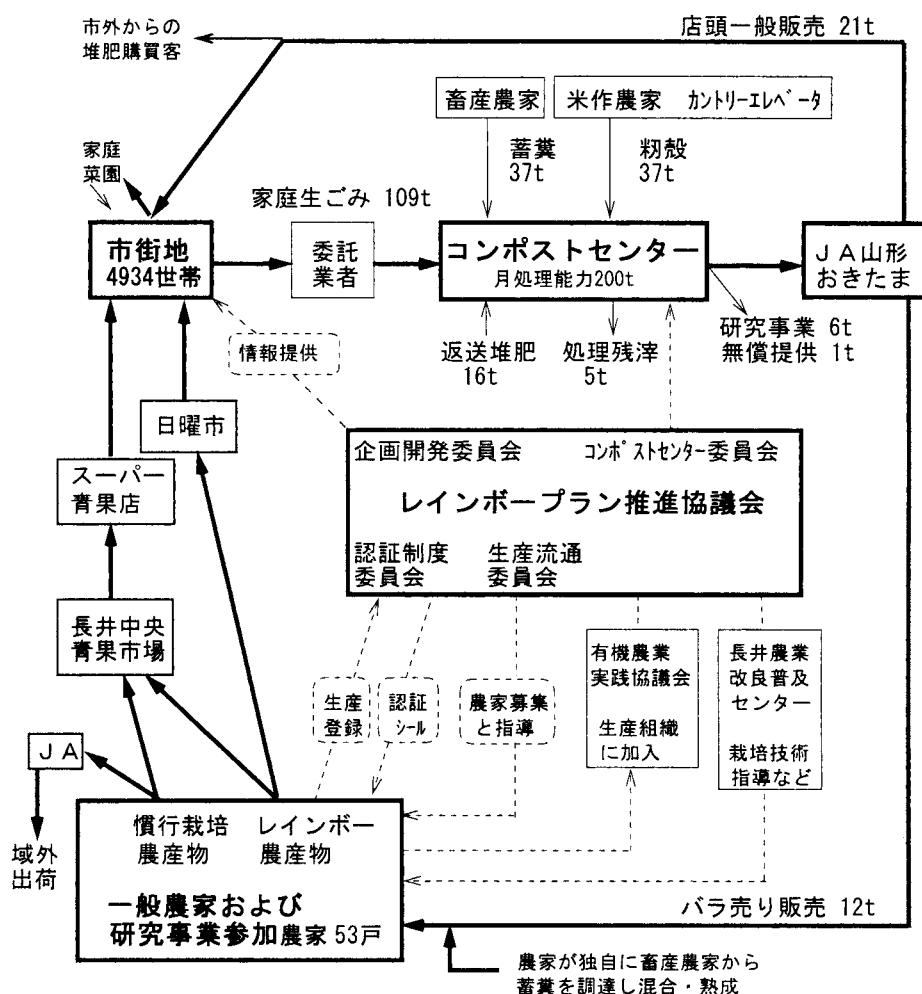 市外からの
堆肥購買客
店頭一般販売 21t
畜産農家
米作農家 カントリーエレベータ
家庭
菜園
蓄糞
37t
籾殻
37t
家庭生ごみ 109t
市街地
4934世帯
委託
業者
コンポストセンター
月処理能力200t
ＪＡ山形
おきたま
情報提供
返送堆肥
16t
処理残滓
5t
研究事業 6t
無償提供 1t
日曜市
企画開発委員会 コンポストセンター委員会
レインボープラン推進協議会
認証制度
委員会
生産流通
委員会
スーパー
青果店
長井中央
青果市場
生産
登録
認証
シール
農家募集
と指導
有機農業
実践協議会
生産組織
に加入
長井農業
改良普及
センター
栽培技術
指導など
ＪＡ
域外
出荷
慣行栽培
農産物
レインボー
農産物
一般農家および
研究事業参加農家 53戸
バラ売り販売 12t
農家が独自に畜産農家から
蓄糞を調達し混合・熟成